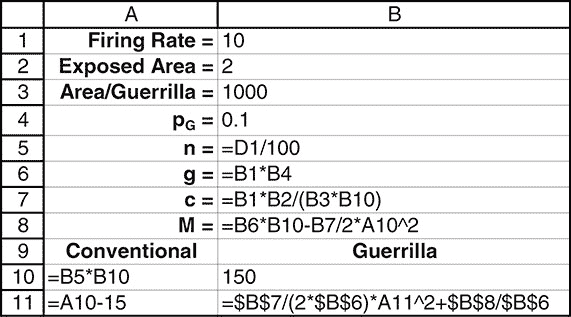 A B
1 Firing Rate = 10
2 Exposed Area = 2
3 Area/Guerrilla = 1000
4 pG = 0.1
5 n = =D1/100
6 g = =B1*B4
7 c = =B1*B2/(B3*B10)
8 M = =B6*B10-B7/2*A10^2
9 Conventional Guerrilla
10 =B5*B10 150
11 =A10-15 =$B$7/(2*$B$6)*A11^2+$B$8/$B$6